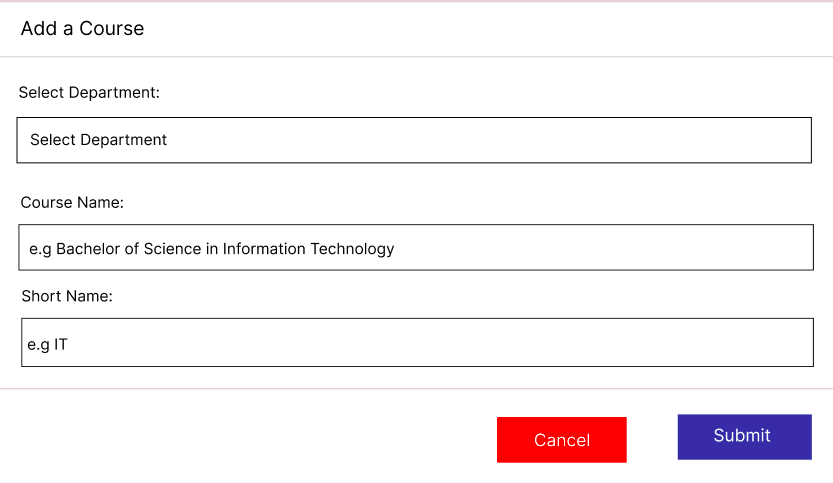 Add a Course
Select Department:
Select Department
Course Name:
e.g Bachelor of Science in Information Technology
Short Name:
e.g IT
Cancel
Submit